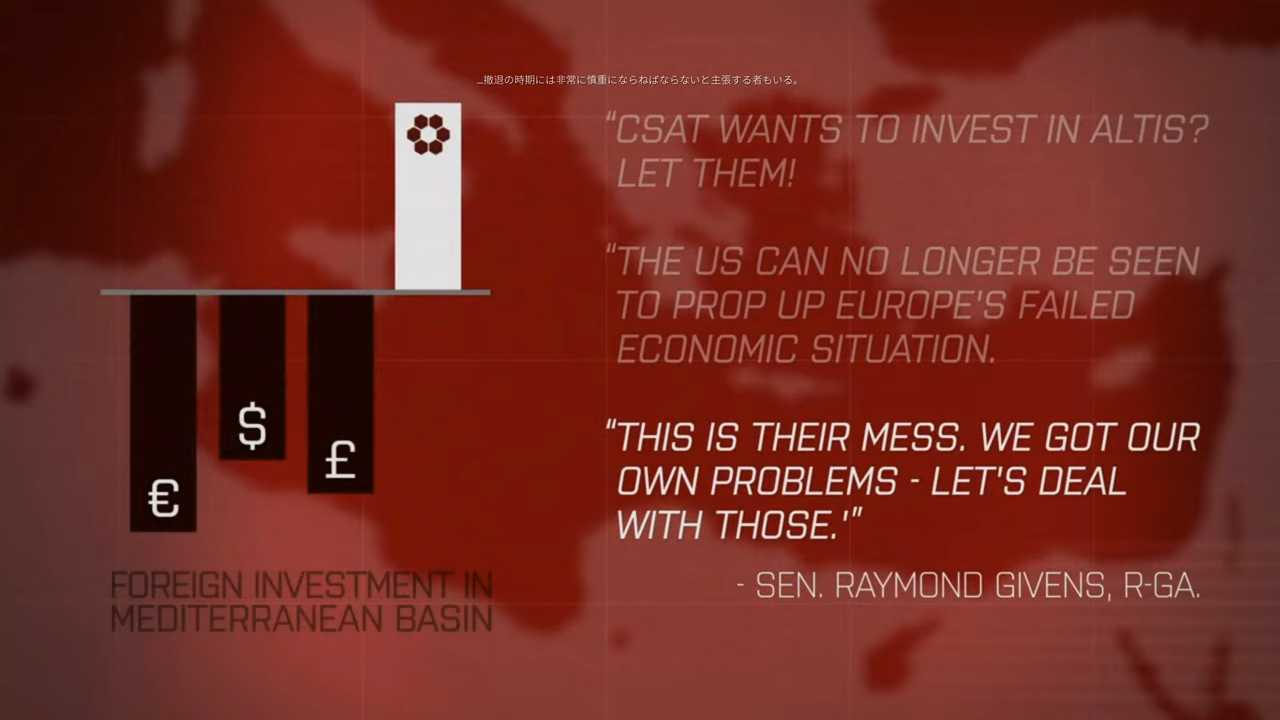 …撤退の時期には非常に慎重にならねばならないと主張する者もいる。
“CSAT WANTS TO INVEST IN ALTIS?
LET THEM!
“THE US CAN NO LONGER BE SEEN
TO PROP UP EUROPE'S FAILED
ECONOMIC SITUATION.
“THIS IS THEIR MESS. WE GOT OUR
OWN PROBLEMS - LET'S DEAL
WITH THOSE.'”
- SEN. RAYMOND GIVENS, R-GA.
$
£
€
FOREIGN INVESTMENT IN
MEDITERRANEAN BASIN